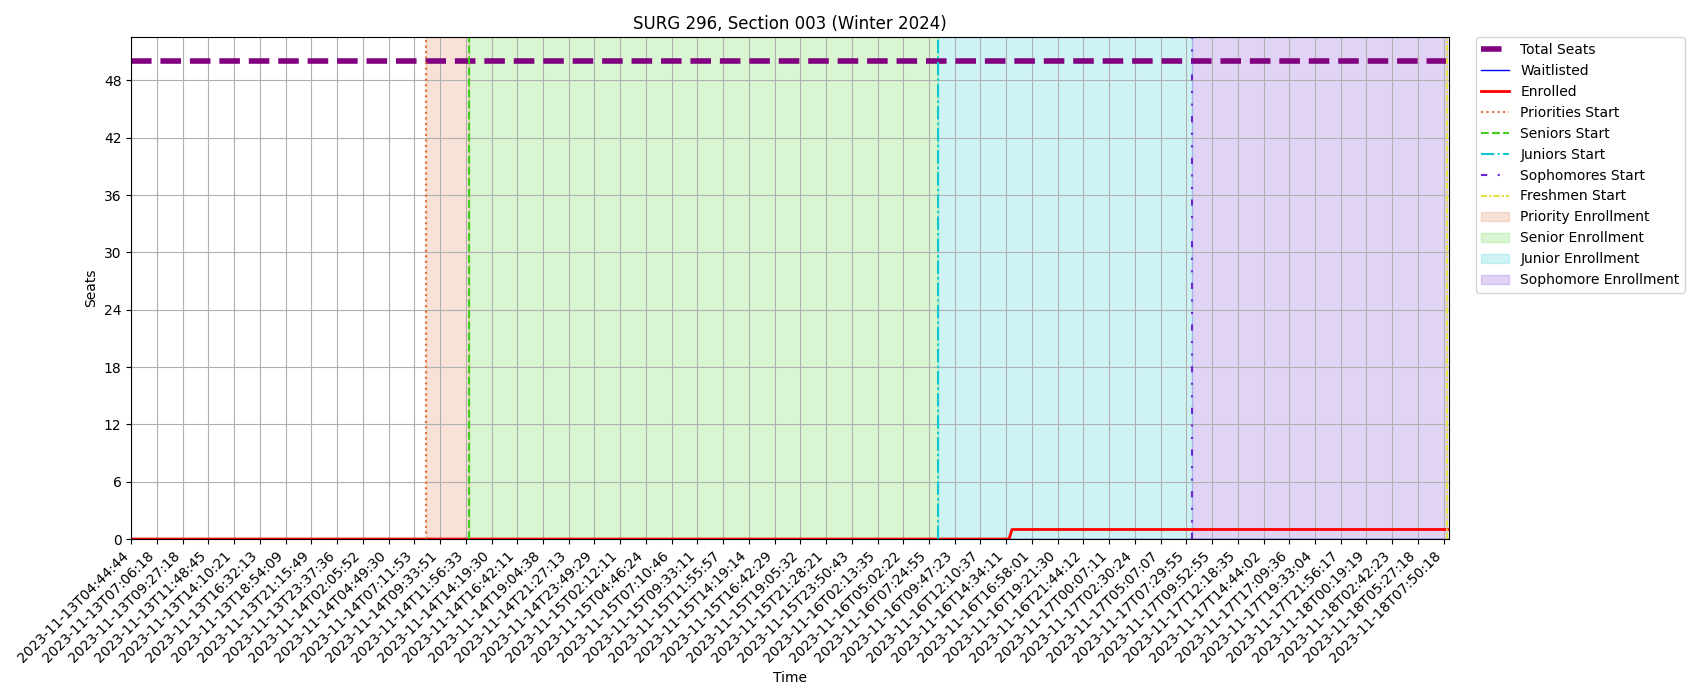 SURG 296, Section 003 (Winter 2024)
Seats
48
42
36
30
24
18
12
6
0
2023-11-13T04:44:44
2023-11-13T07:06:18
2023-11-13T09:27:18
2023-11-13T11:48:45
2023-11-13T14:10:21
2023-11-13T16:32:13
2023-11-13T18:54:09
2023-11-13T21:15:49
2023-11-13T23:37:36
2023-11-14T02:05:52
2023-11-14T04:49:30
2023-11-14T07:11:53
2023-11-14T09:33:51
2023-11-14T11:56:33
2023-11-14T14:19:30
2023-11-14T16:42:11
2023-11-14T19:04:38
2023-11-14T21:27:13
2023-11-14T23:49:29
2023-11-15T02:12:11
2023-11-15T04:46:24
2023-11-15T07:10:46
2023-11-15T09:33:11
2023-11-15T11:55:57
2023-11-15T14:19:14
2023-11-15T16:42:29
2023-11-15T19:05:32
2023-11-15T21:28:21
2023-11-15T23:50:43
2023-11-16T02:13:35
2023-11-16T05:02:22
2023-11-16T07:24:55
2023-11-16T09:47:23
2023-11-16T12:10:37
2023-11-16T14:34:11
2023-11-16T16:58:01
2023-11-16T19:21:30
2023-11-16T21:44:12
2023-11-17T00:07:11
2023-11-17T02:30:24
2023-11-17T05:07:07
2023-11-17T07:29:55
2023-11-17T09:52:55
2023-11-17T12:18:35
2023-11-17T14:44:02
2023-11-17T17:09:36
2023-11-17T19:33:04
2023-11-17T21:56:17
2023-11-18T00:19:19
2023-11-18T02:42:23
2023-11-18T05:27:18
2023-11-18T07:50:18
Time
Total Seats
Waitlisted
Enrolled
Priorities Start
Seniors Start
Juniors Start
Sophomores Start
Freshmen Start
Priority Enrollment
Senior Enrollment
Junior Enrollment
Sophomore Enrollment